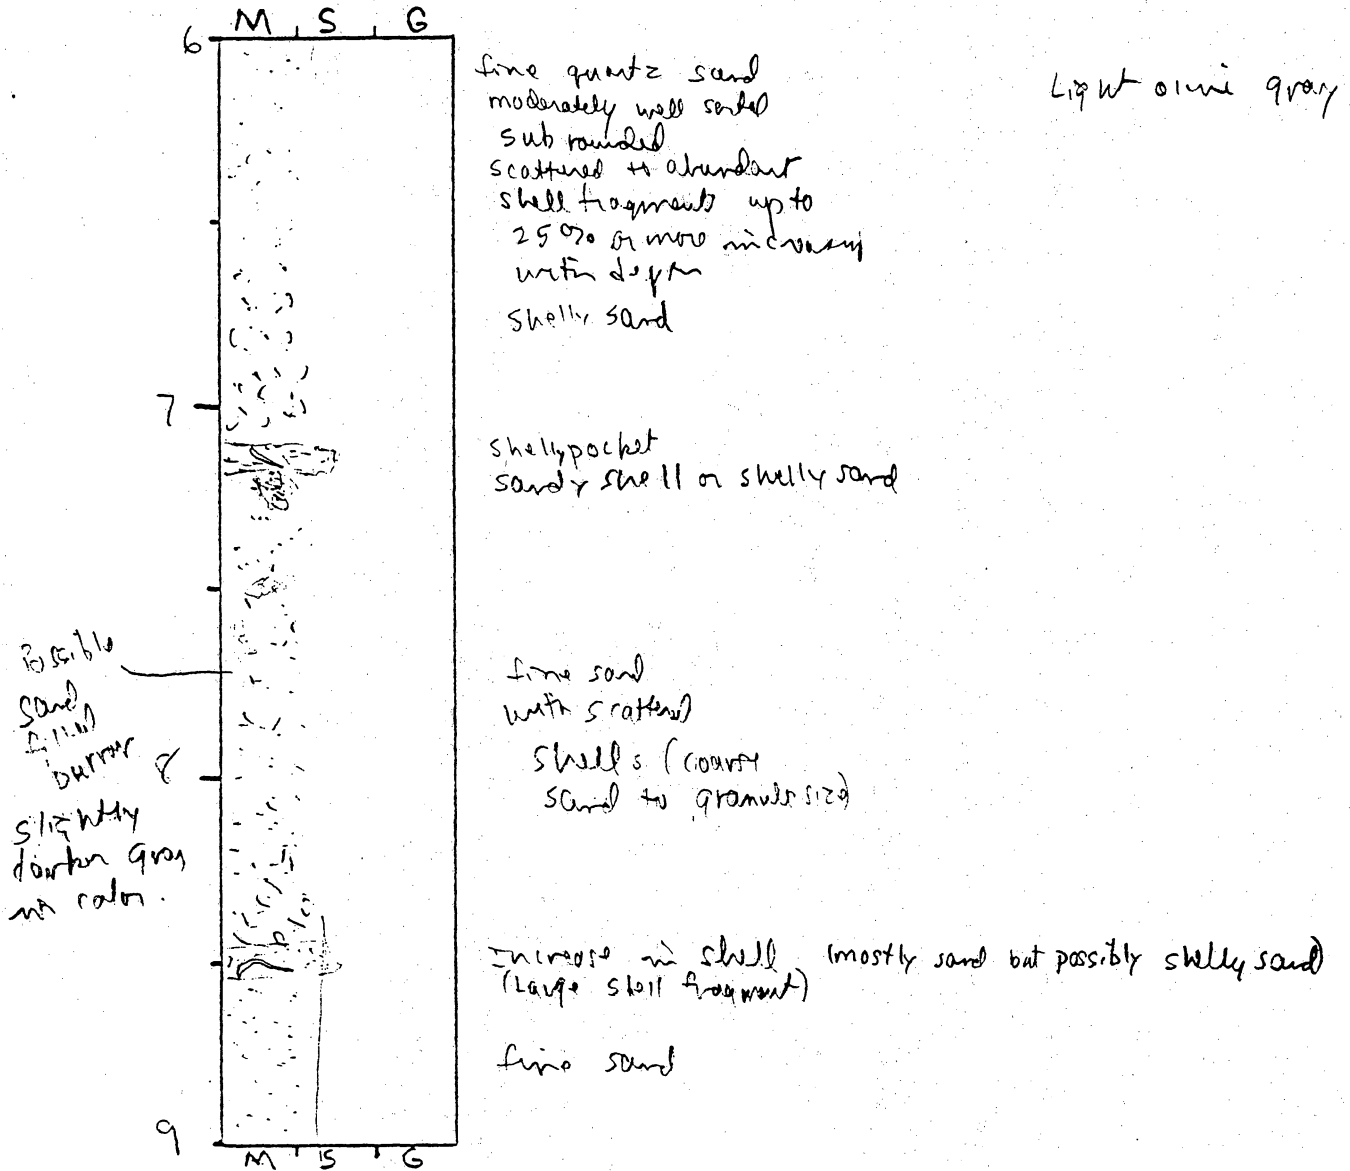 M S G
6
fine quartz sand
Light olive gray
moderately well sorted
sub rounded
scattered to abundant
shell fragments up to
25% or more increasing
with depth
shelly sand
7
shelly pocket
sandy shell or shelly sand
Possible
sand
filled
burrow
slightly
darker gray
in color.
fine sand
with scattered
shells (coarse
sand to granule size)
8
Increase in shell (mostly sand but possibly shelly sand)
(Large shell fragment)
fine sand
9
M S G